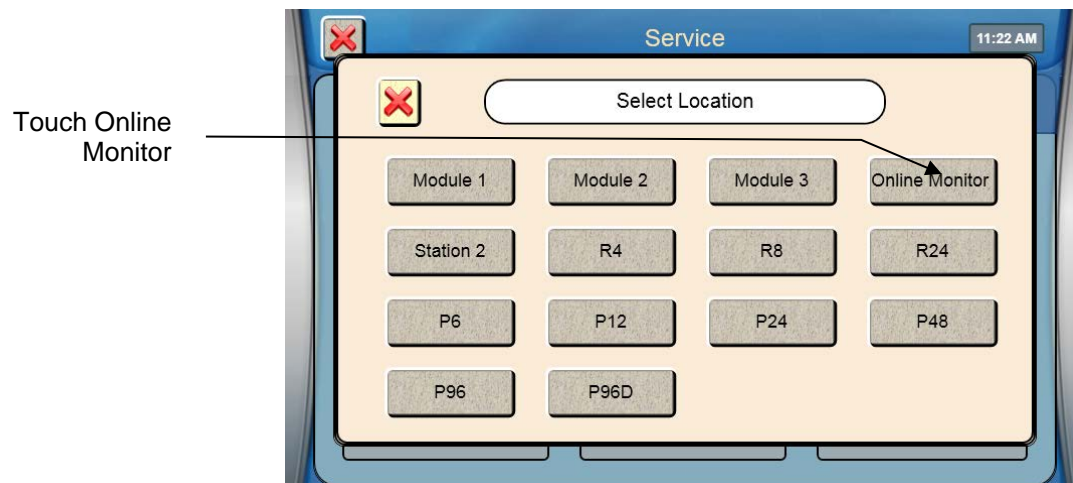 Service
11:22 AM
Select Location
Touch Online
Monitor
Module 1
Module 2
Module 3
Online Monitor
Station 2
R4
R8
R24
P6
P12
P24
P48
P96
P96D